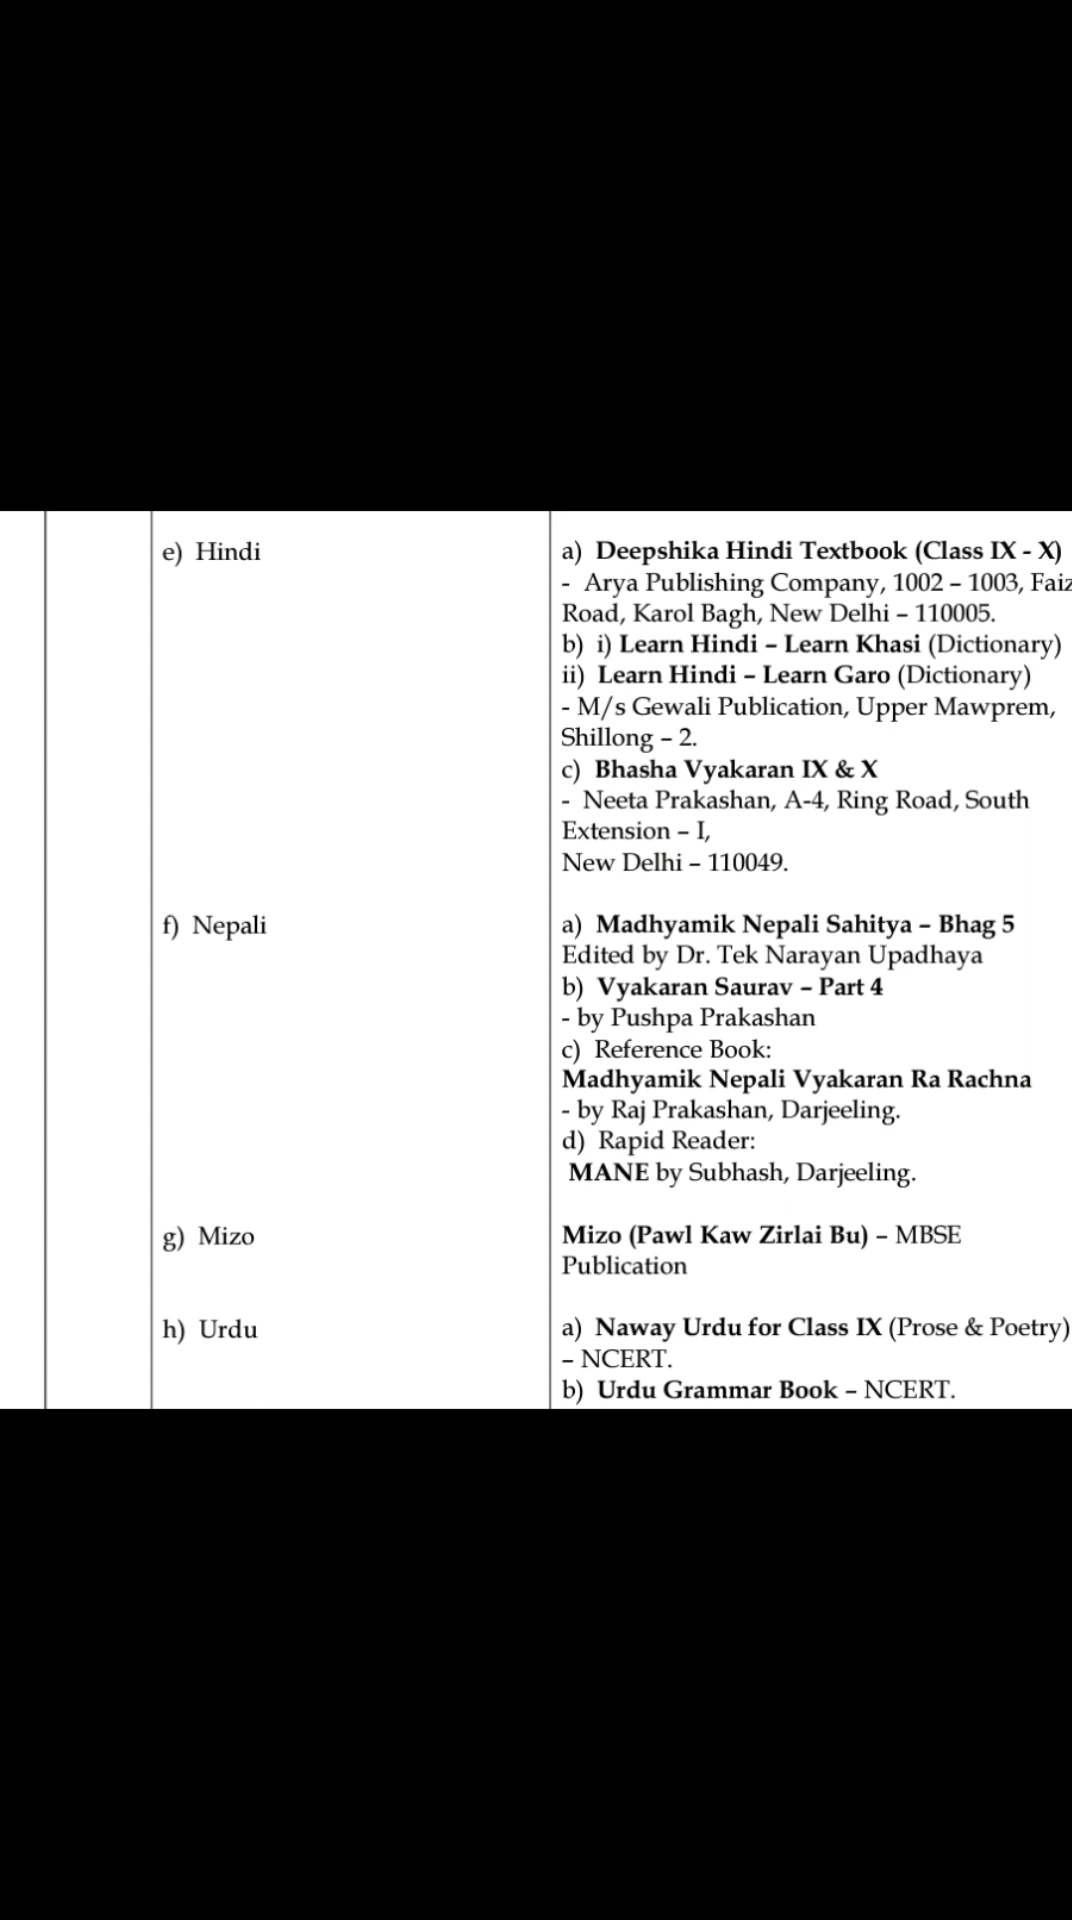 e) Hindi
a) Deepshika Hindi Textbook (Class IX - X)
- Arya Publishing Company, 1002 – 1003, Faiz
Road, Karol Bagh, New Delhi – 110005.
b) i) Learn Hindi – Learn Khasi (Dictionary)
ii) Learn Hindi – Learn Garo (Dictionary)
- M/s Gewali Publication, Upper Mawprem,
Shillong – 2.
c) Bhasha Vyakaran IX & X
- Neeta Prakashan, A-4, Ring Road, South
Extension – I,
New Delhi – 110049.
f) Nepali
a) Madhyamik Nepali Sahitya – Bhag 5
Edited by Dr. Tek Narayan Upadhaya
b) Vyakaran Saurav – Part 4
- by Pushpa Prakashan
c) Reference Book:
Madhyamik Nepali Vyakaran Ra Rachna
- by Raj Prakashan, Darjeeling.
d) Rapid Reader:
MANE by Subhash, Darjeeling.
g) Mizo
Mizo (Pawl Kaw Zirlai Bu) – MBSE
Publication
h) Urdu
a) Naway Urdu for Class IX (Prose & Poetry)
– NCERT.
b) Urdu Grammar Book – NCERT.